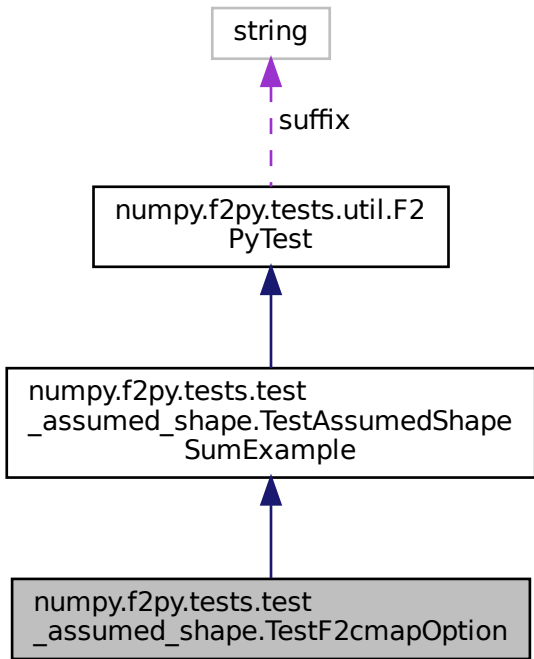 string
suffix
numpy.f2py.tests.util.F2
PyTest
numpy.f2py.tests.test
_assumed_shape.TestAssumedShape
SumExample
numpy.f2py.tests.test
_assumed_shape.TestF2cmapOption